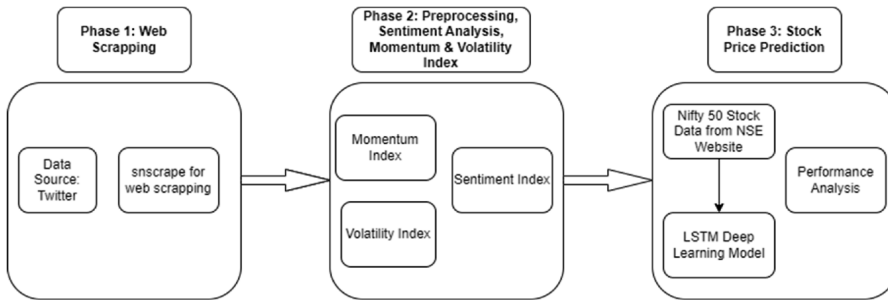 Phase 1: Web
Scrapping
Phase 2: Preprocessing,
Sentiment Analysis,
Momentum & Volatility
Index
Phase 3: Stock
Price Prediction
Data
Source:
Twitter
snscrape for
web scrapping
Momentum
Index
Sentiment Index
Volatility Index
Nifty 50 Stock
Data from NSE
Website
Performance
Analysis
LSTM Deep
Learning Model